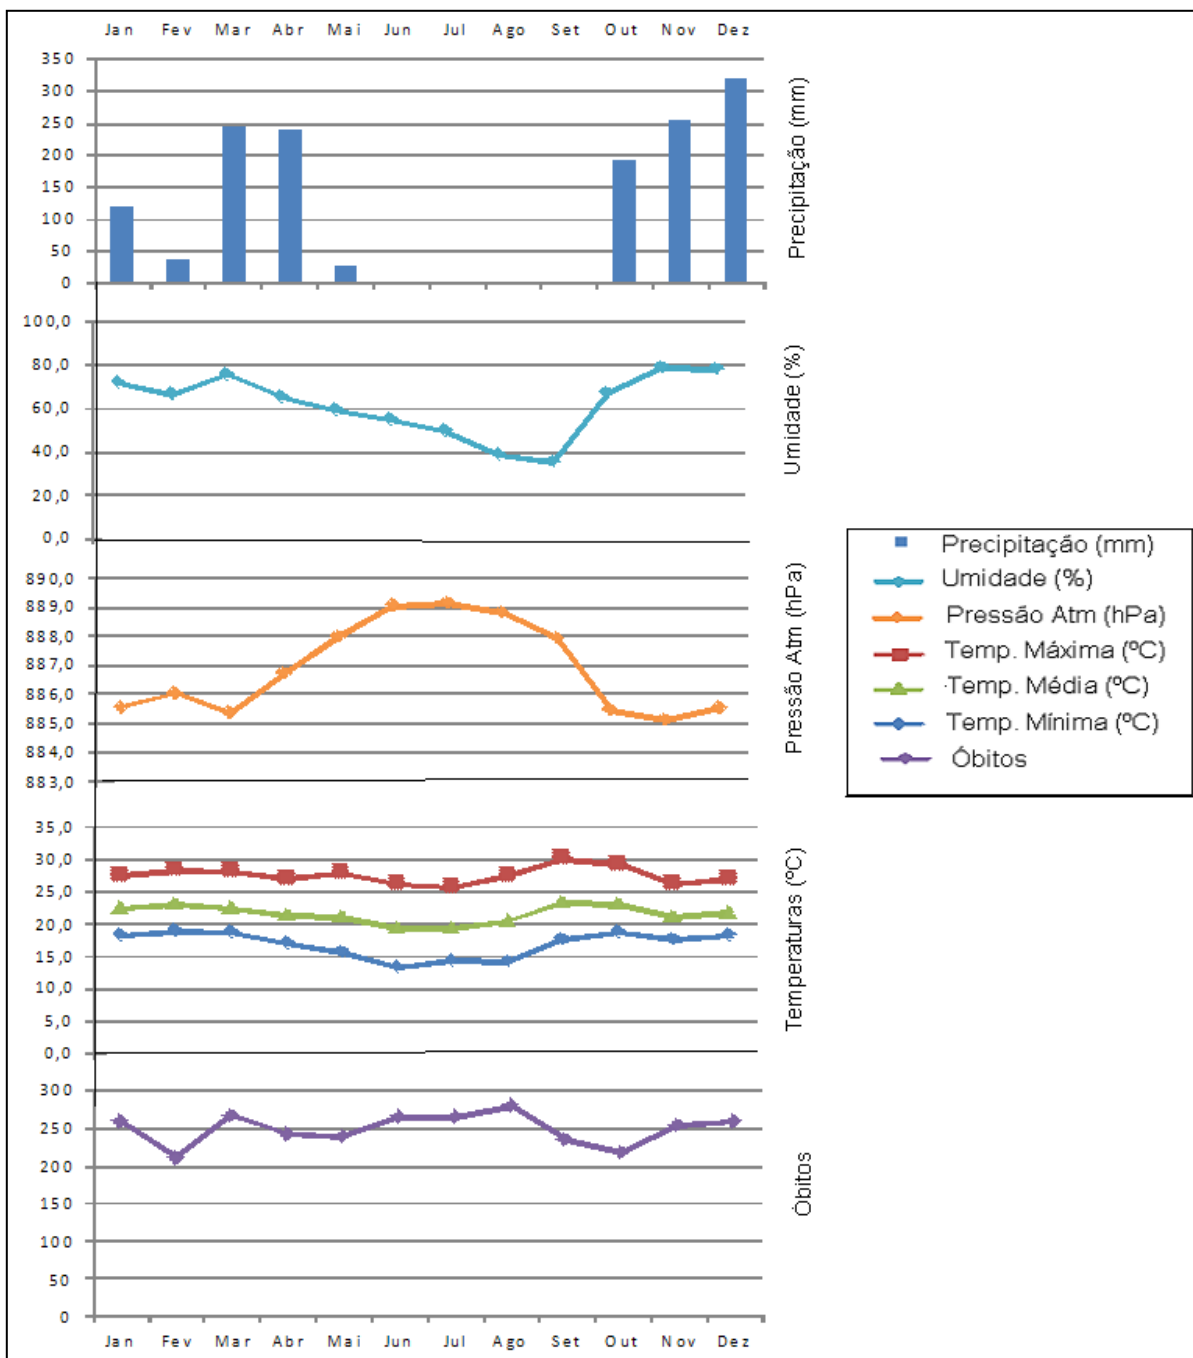 Jan Fev Mar Abr Mai Jun Jul Ago Set Out Nov Dez
350
300
250
200
150
100
50
0
Precipitação (mm)
100,0
80,0
60,0
40,0
20,0
0,0
Umidade (%)
890,0
889,0
888,0
887,0
886,0
885,0
884,0
883,0
Pressão Atm (hPa)
35,0
30,0
25,0
20,0
15,0
10,0
5,0
0,0
Temperaturas (ºC)
300
250
200
150
100
50
0
Óbitos
Jan Fev Mar Abr Mai Jun Jul Ago Set Out Nov Dez
Precipitação (mm)
Umidade (%)
Pressão Atm (hPa)
Temp. Máxima (ºC)
Temp. Média (ºC)
Temp. Mínima (ºC)
Óbitos